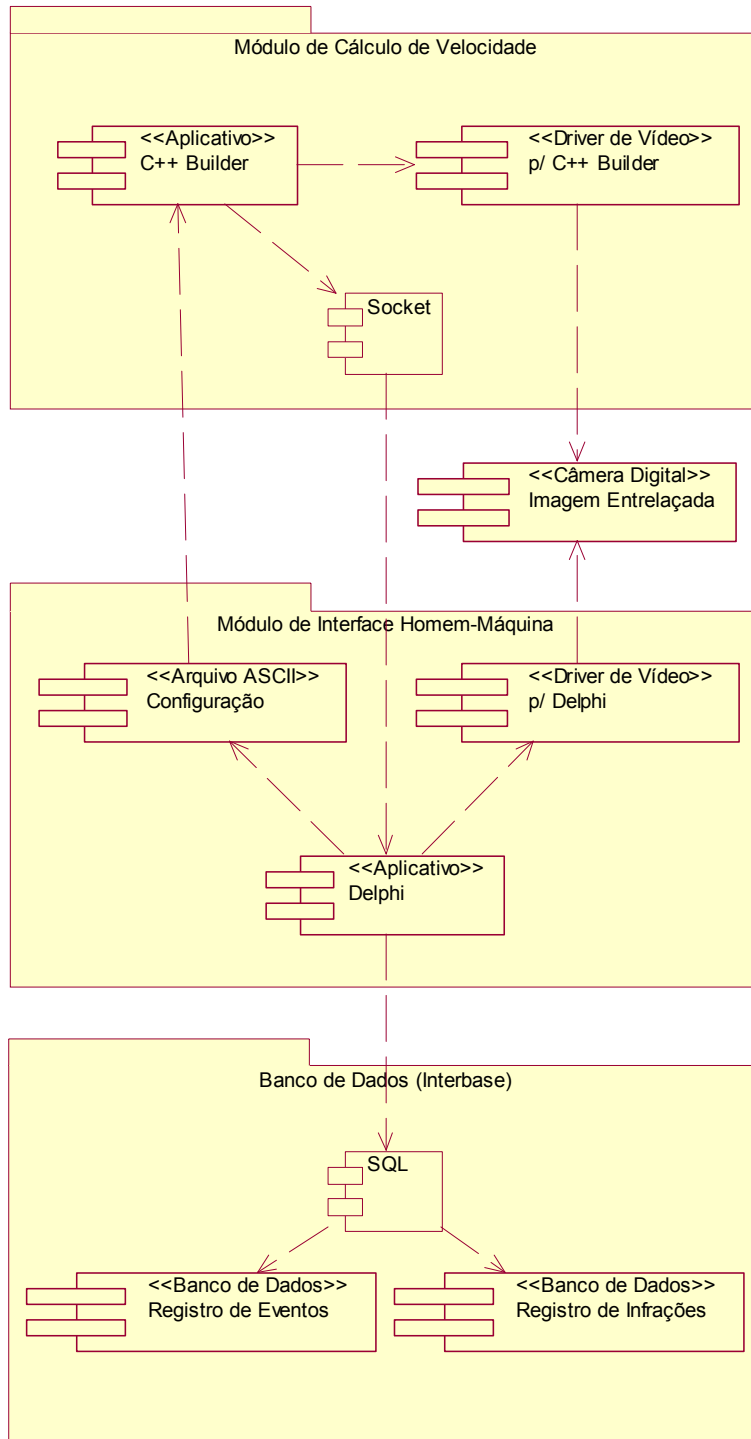 Módulo de Cálculo de Velocidade
<<Aplicativo>>
C++ Builder
<<Driver de Vídeo>>
p/ C++ Builder
Socket
<<Câmera Digital>>
Imagem Entrelaçada
Módulo de Interface Homem-Máquina
<<Arquivo ASCII>>
Configuração
<<Driver de Vídeo>>
p/ Delphi
<<Aplicativo>>
Delphi
Banco de Dados (Interbase)
SQL
<<Banco de Dados>>
Registro de Eventos
<<Banco de Dados>>
Registro de Infrações